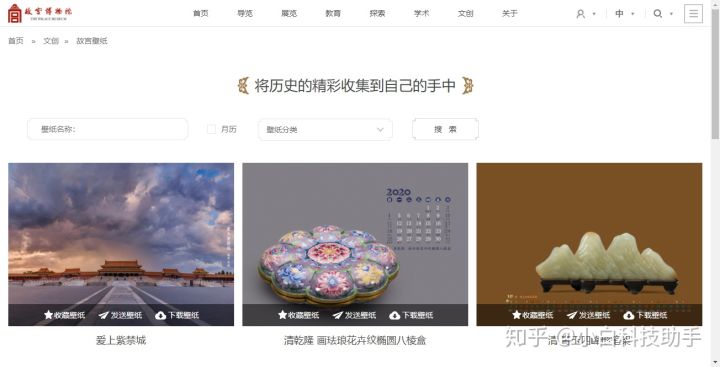 故宫博物院
THE PALACE MUSEUM
首页 导览 展览 教育 探索 学术 文创 关于 中
首页 » 文创 » 故宫壁纸
将历史的精彩收集到自己的手中
壁纸名称: 月历 壁纸分类 搜 索
2020
收藏壁纸 发送壁纸 下载壁纸
收藏壁纸 发送壁纸 下载壁纸
收藏壁纸 发送壁纸 下载壁纸
爱上紫禁城
清乾隆 画珐琅花卉纹椭圆八棱盒
知乎 @小白科技助手